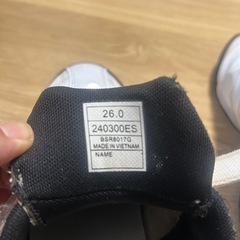 26.0
240300ES
BSR8017G
MADE IN VIETNAM
NAME